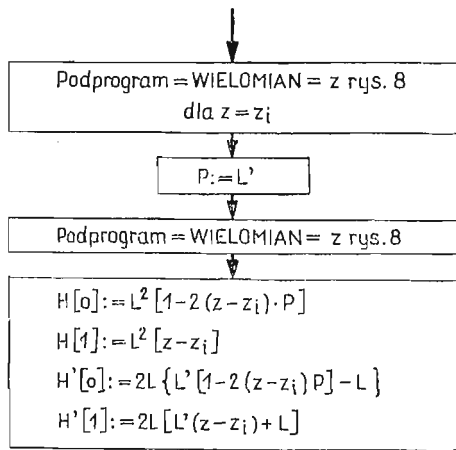 Podprogram = WIELOMIAN = z rys. 8
dla z = zᵢ
P := L'
Podprogram = WIELOMIAN = z rys. 8
H[0] := L² [1-2 (z-zᵢ)·P]
H[1] := L² [z-zᵢ]
H'[0] := 2L {L' [1-2 (z-zᵢ) P] - L}
H'[1] := 2L [L'(z-zᵢ) + L]